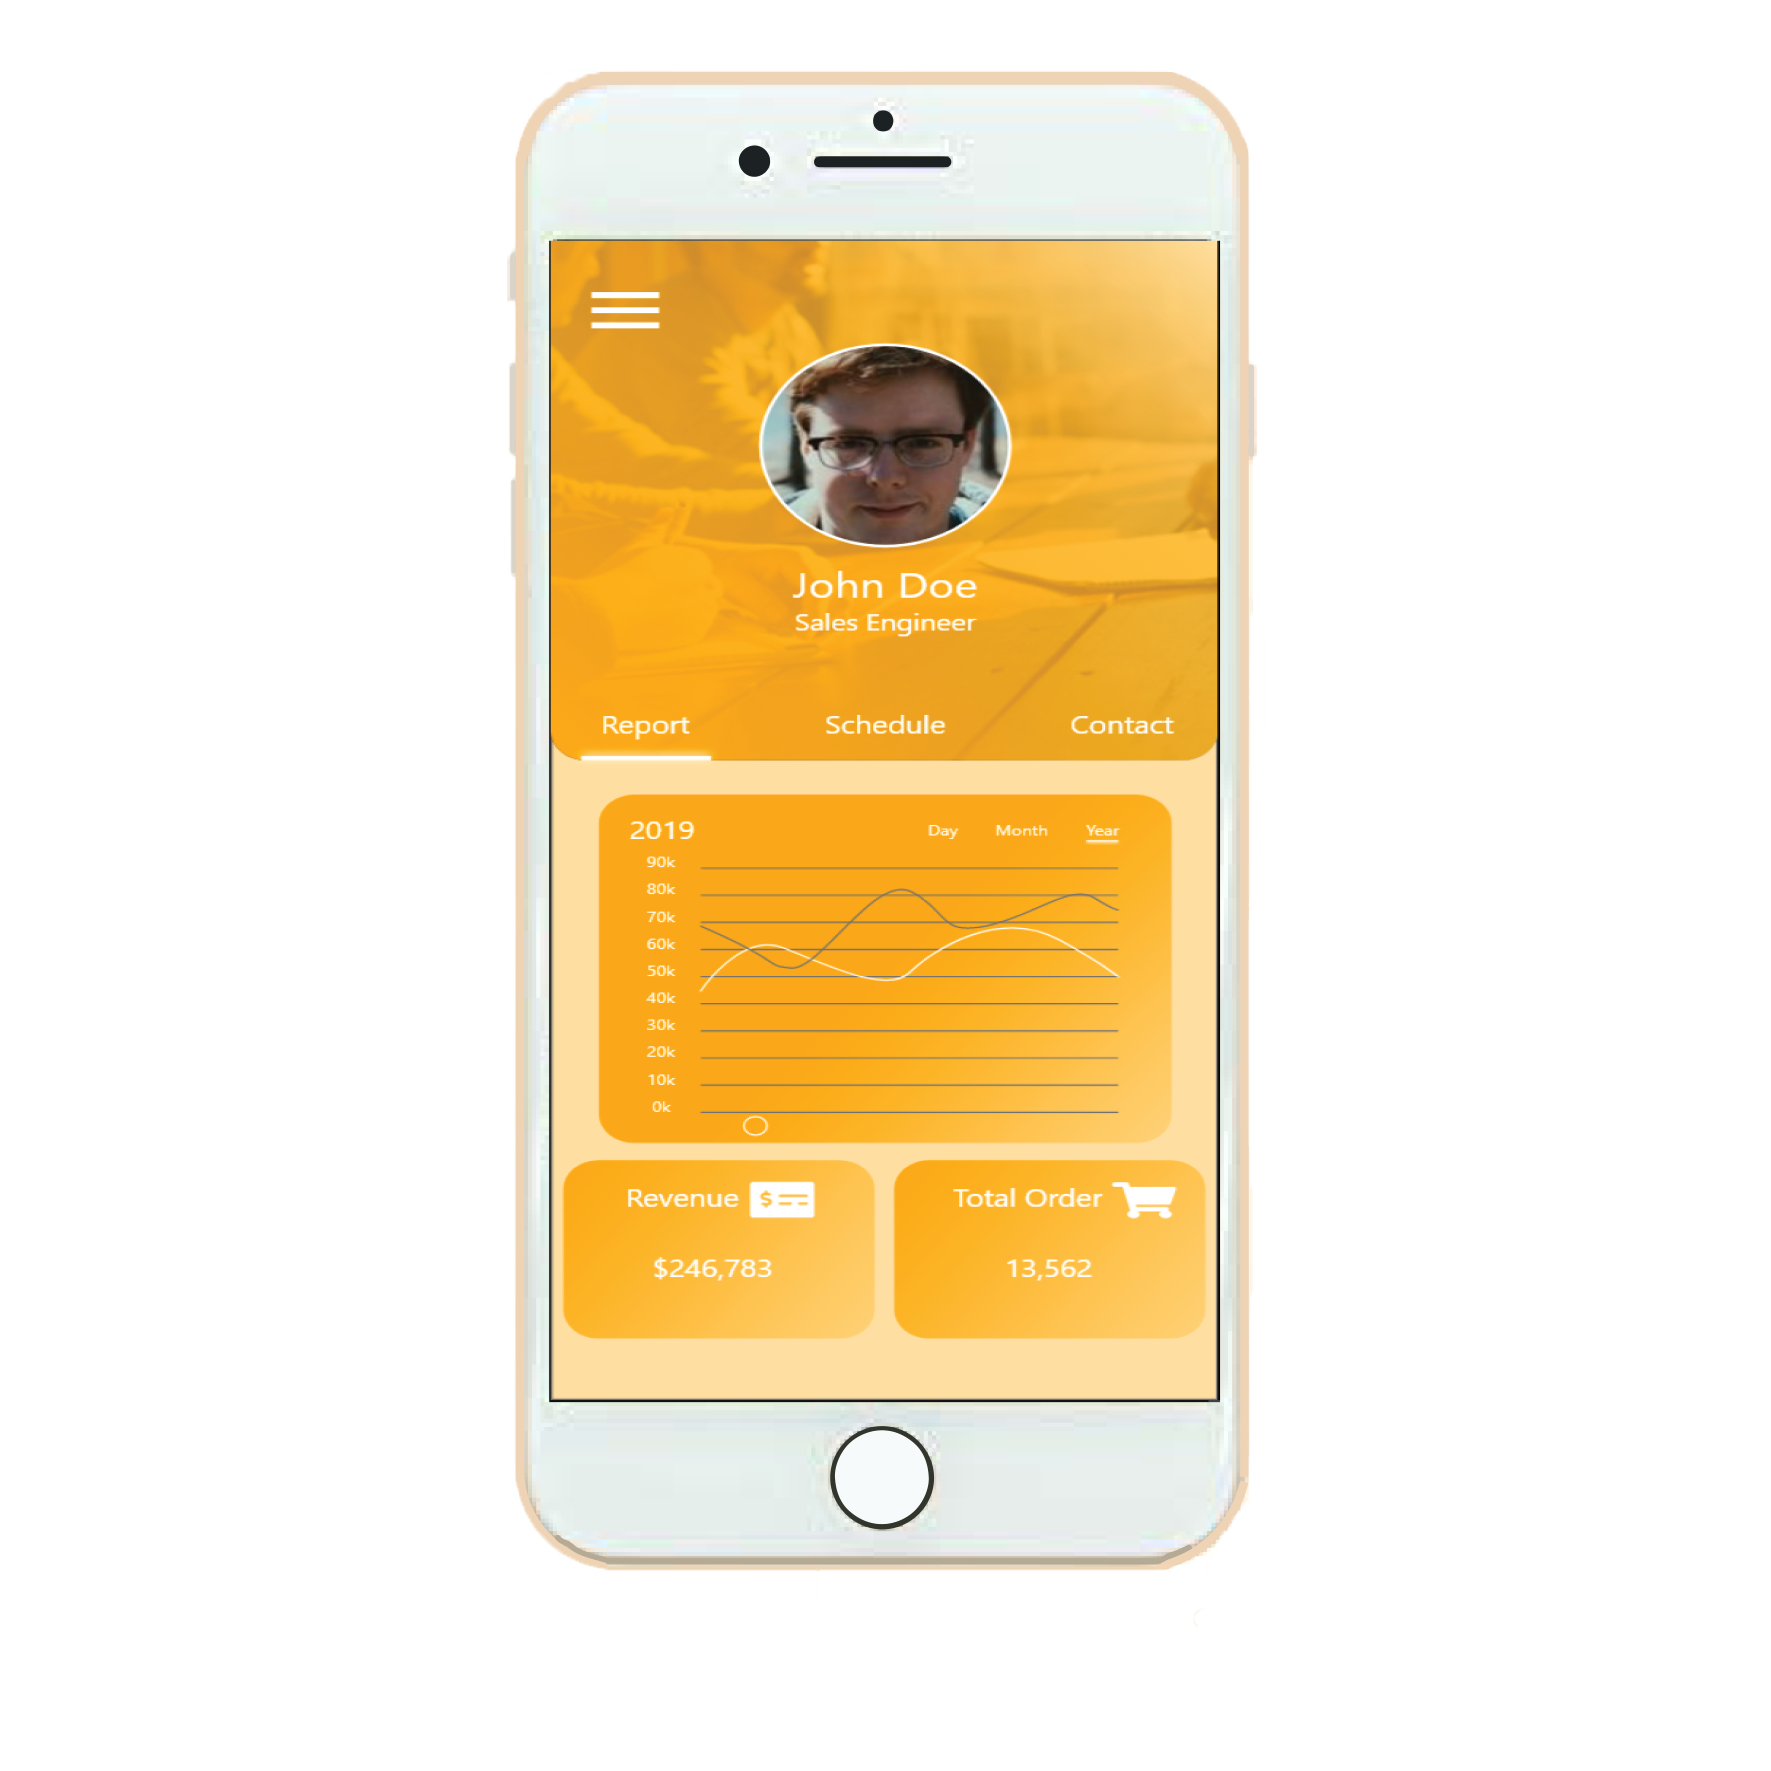 John Doe
Sales Engineer
Report Schedule Contact
2019 Day Month Year
90k
80k
70k
60k
50k
40k
30k
20k
10k
0k
Revenue $
$246,783
Total Order
13,562